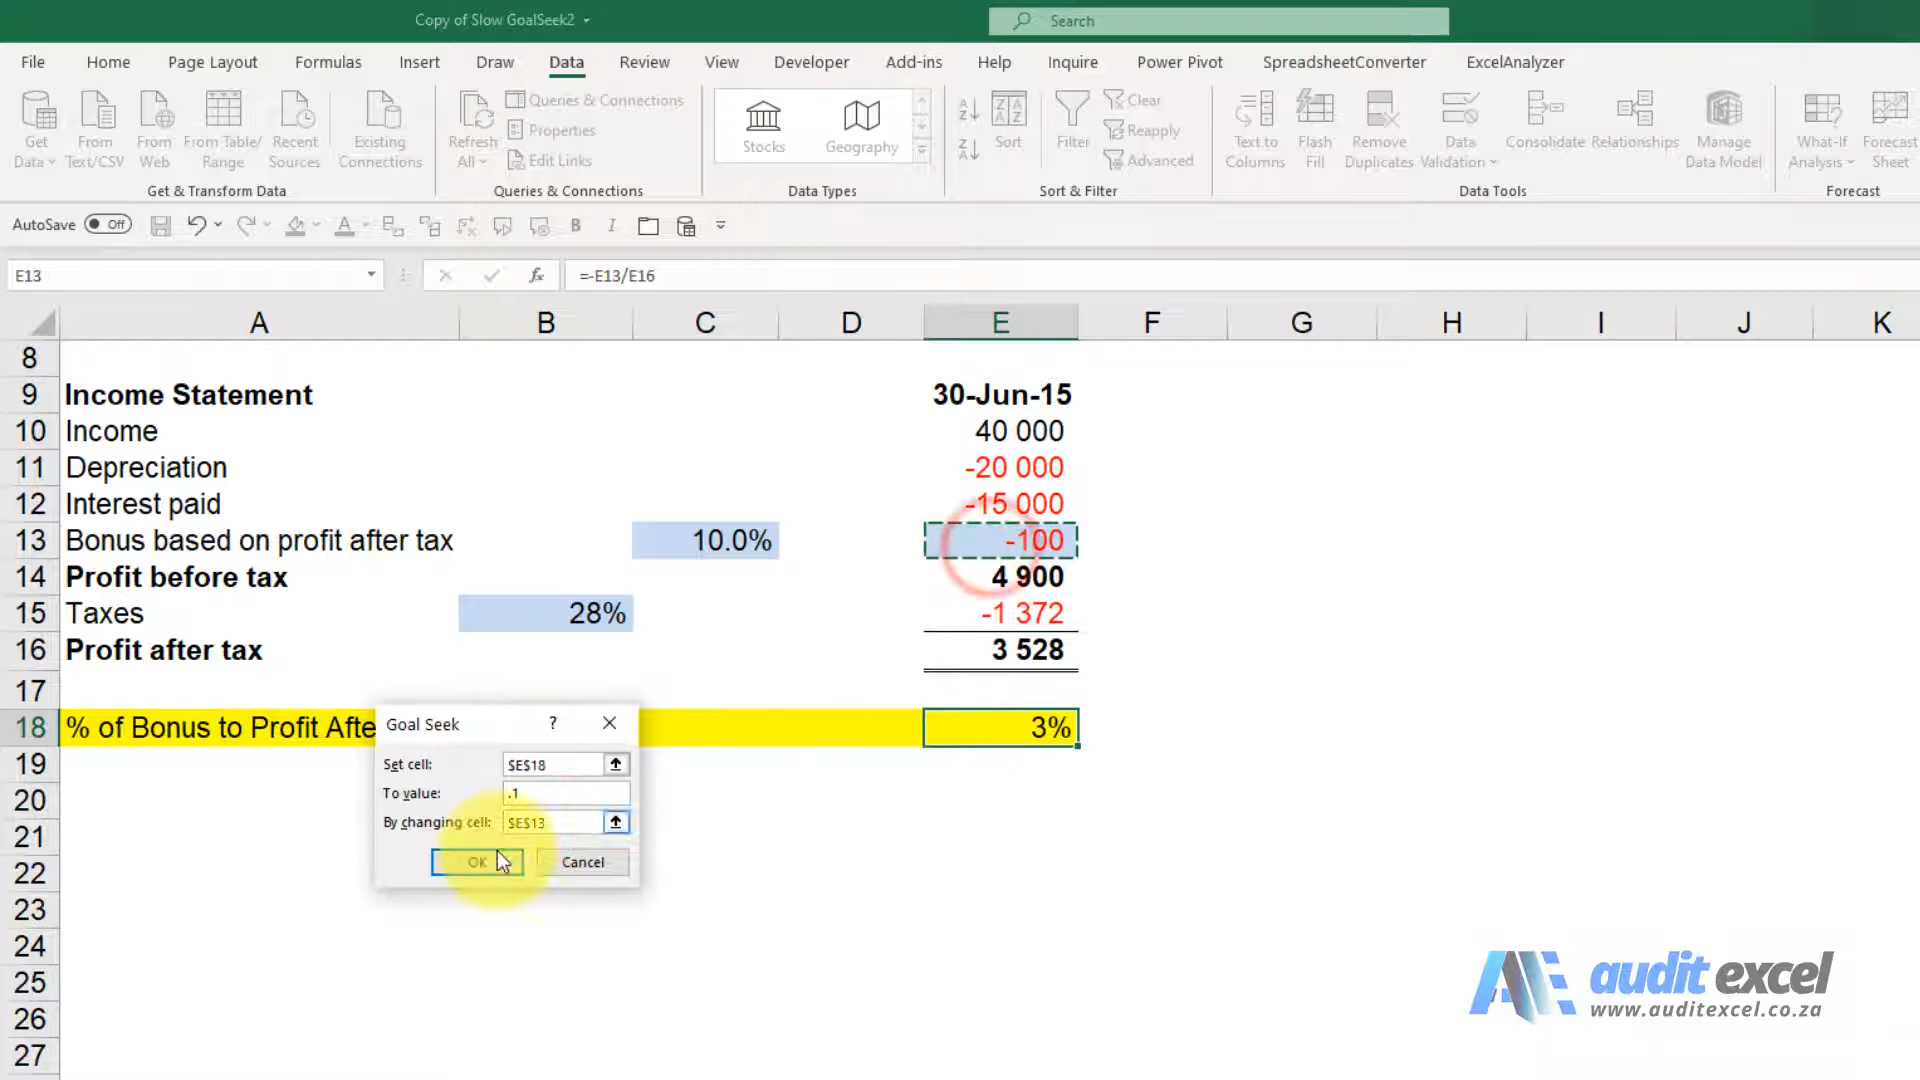 Copy of Slow GoalSeek2
Search
File Home Page Layout Formulas Insert Draw Data Review View Developer Add-ins Help Inquire Power Pivot SpreadsheetConverter ExcelAnalyzer
Get Data
From Text/CSV
From Web
From Table/ Range
Recent Sources
Existing Connections
Get & Transform Data
Refresh All
Queries & Connections
Properties
Edit Links
Queries & Connections
Stocks
Geography
Data Types
Sort
Filter
Clear
Reapply
Advanced
Sort & Filter
Text to Columns
Flash Fill
Remove Duplicates
Data Validation
Consolidate
Relationships
Manage Data Model
Data Tools
What-If Analysis
Forecast Sheet
Forecast
AutoSave Off
E13 fx =-E13/E16
A B C D E F G H I J K
8
9 Income Statement 30-Jun-15
10 Income 40 000
11 Depreciation -20 000
12 Interest paid -15 000
13 Bonus based on profit after tax 10.0% -100
14 Profit before tax 4 900
15 Taxes 28% -1 372
16 Profit after tax 3 528
17
18 % of Bonus to Profit Afte 3%
Goal Seek ? ×
Set cell: $E$18
To value: .1
By changing cell: $E$13
OK Cancel
19
20
21
22
23
24
25
26
27
audit excel
www.auditexcel.co.za